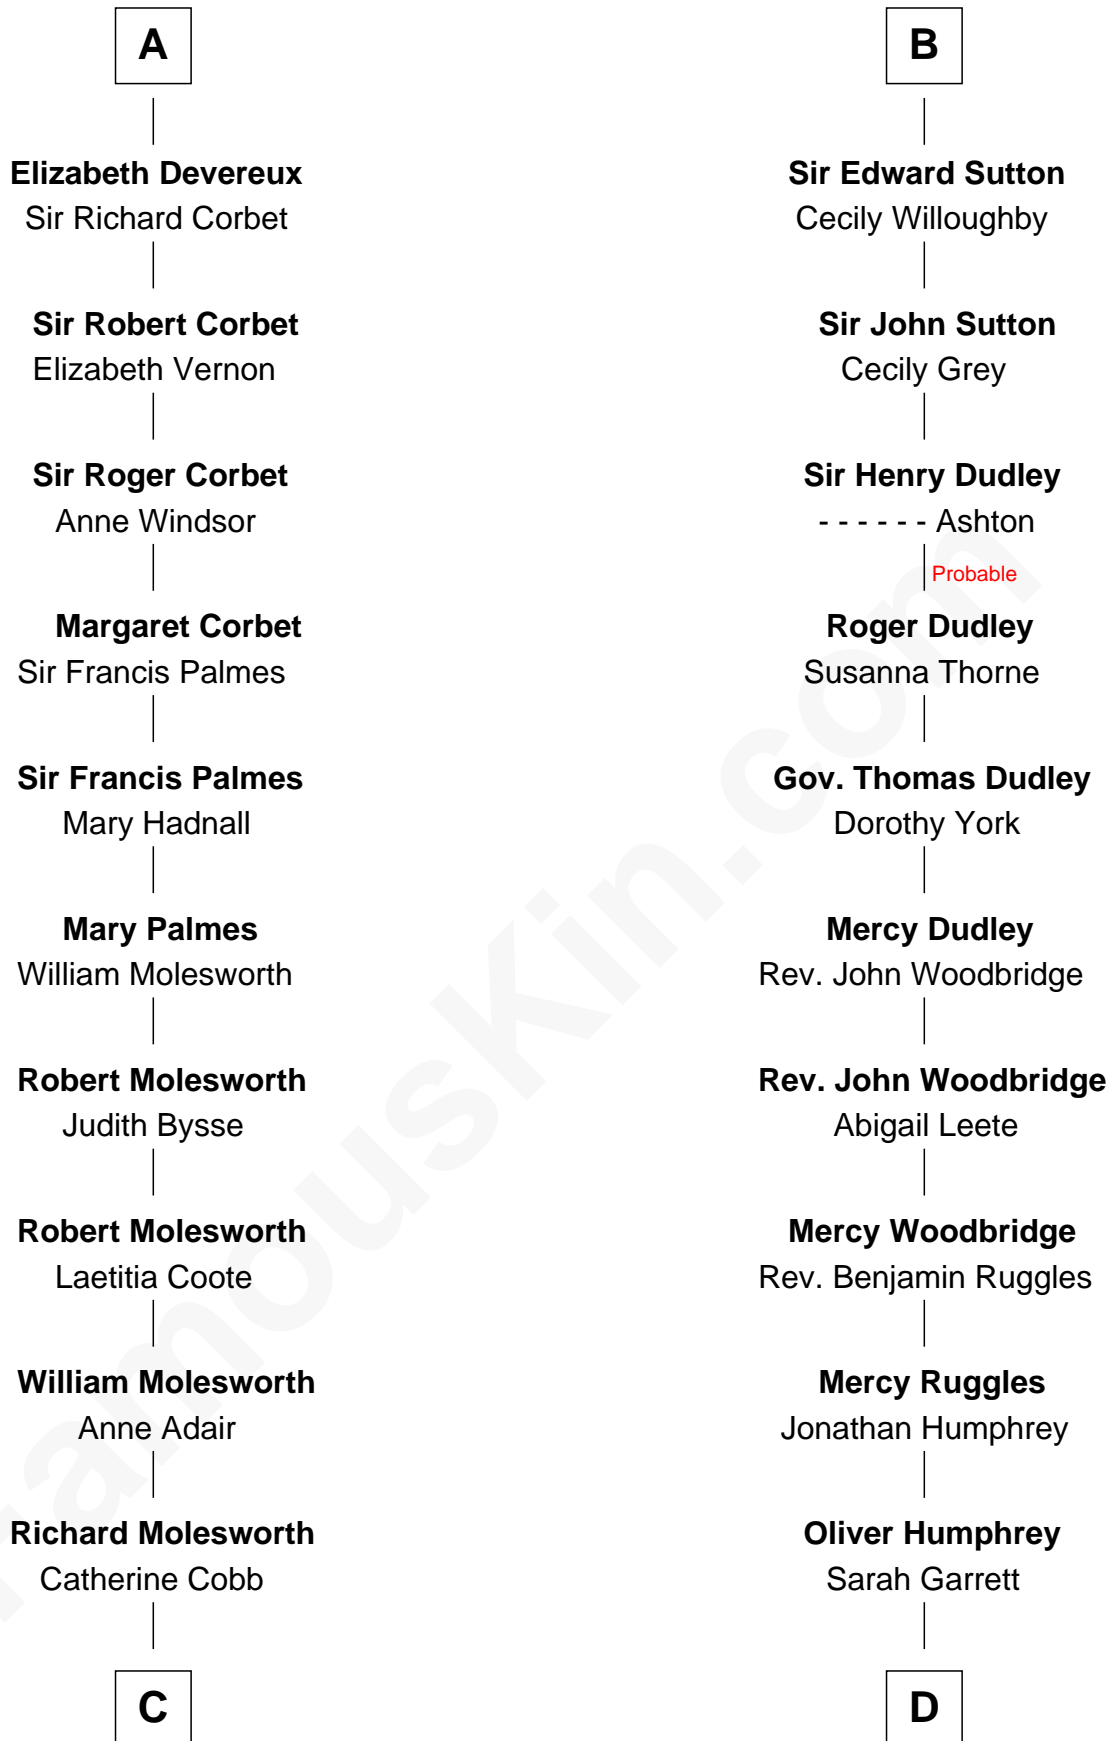 A
Elizabeth Devereux
Sir Richard Corbet
Sir Robert Corbet
Elizabeth Vernon
Sir Roger Corbet
Anne Windsor
Margaret Corbet
Sir Francis Palmes
Sir Francis Palmes
Mary Hadnall
Mary Palmes
William Molesworth
Robert Molesworth
Judith Bysse
Robert Molesworth
Laetitia Coote
William Molesworth
Anne Adair
Richard Molesworth
Catherine Cobb
C
B
Sir Edward Sutton
Cecily Willoughby
Sir John Sutton
Cecily Grey
Sir Henry Dudley
- - - - - - Ashton
Probable
Roger Dudley
Susanna Thorne
Gov. Thomas Dudley
Dorothy York
Mercy Dudley
Rev. John Woodbridge
Rev. John Woodbridge
Abigail Leete
Mercy Woodbridge
Rev. Benjamin Ruggles
Mercy Ruggles
Jonathan Humphrey
Oliver Humphrey
Sarah Garrett
D
FamousKin.com